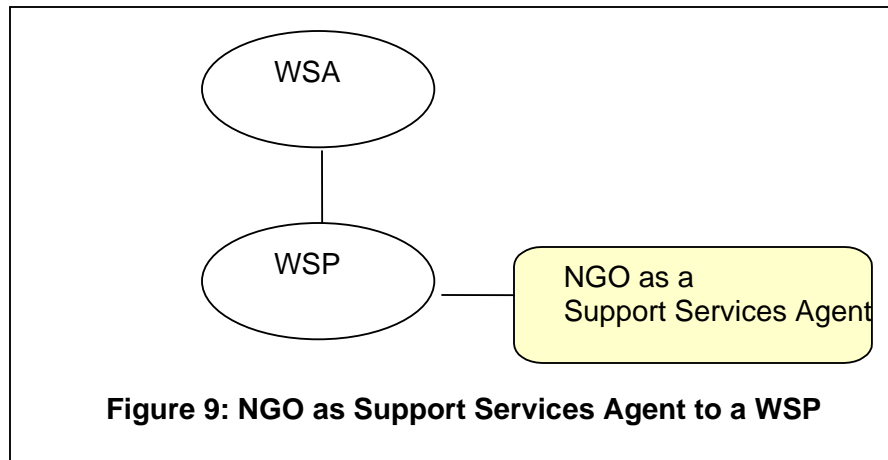 WSA
WSP
NGO as a
Support Services Agent
Figure 9: NGO as Support Services Agent to a WSP